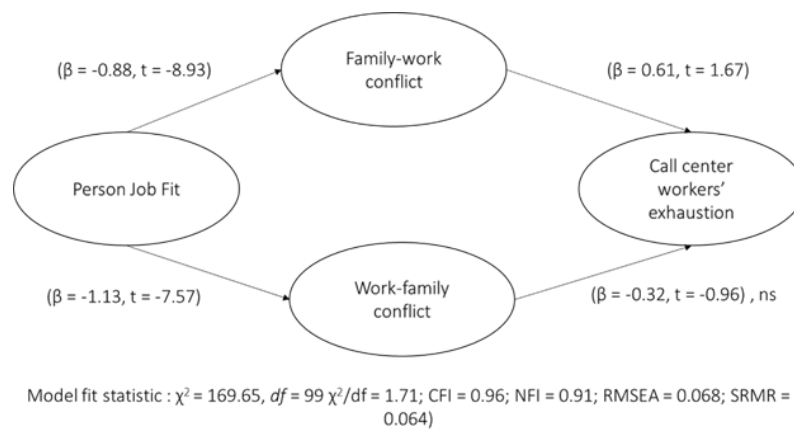 Family-work
conflict
(β = -0.88, t = -8.93)
(β = 0.61, t = 1.67)
Person Job Fit
Call center
workers’
exhaustion
Work-family
conflict
(β = -1.13, t = -7.57)
(β = -0.32, t = -0.96) , ns
Model fit statistic : χ² = 169.65, df = 99 χ²/df = 1.71; CFI = 0.96; NFI = 0.91; RMSEA = 0.068; SRMR =
0.064)